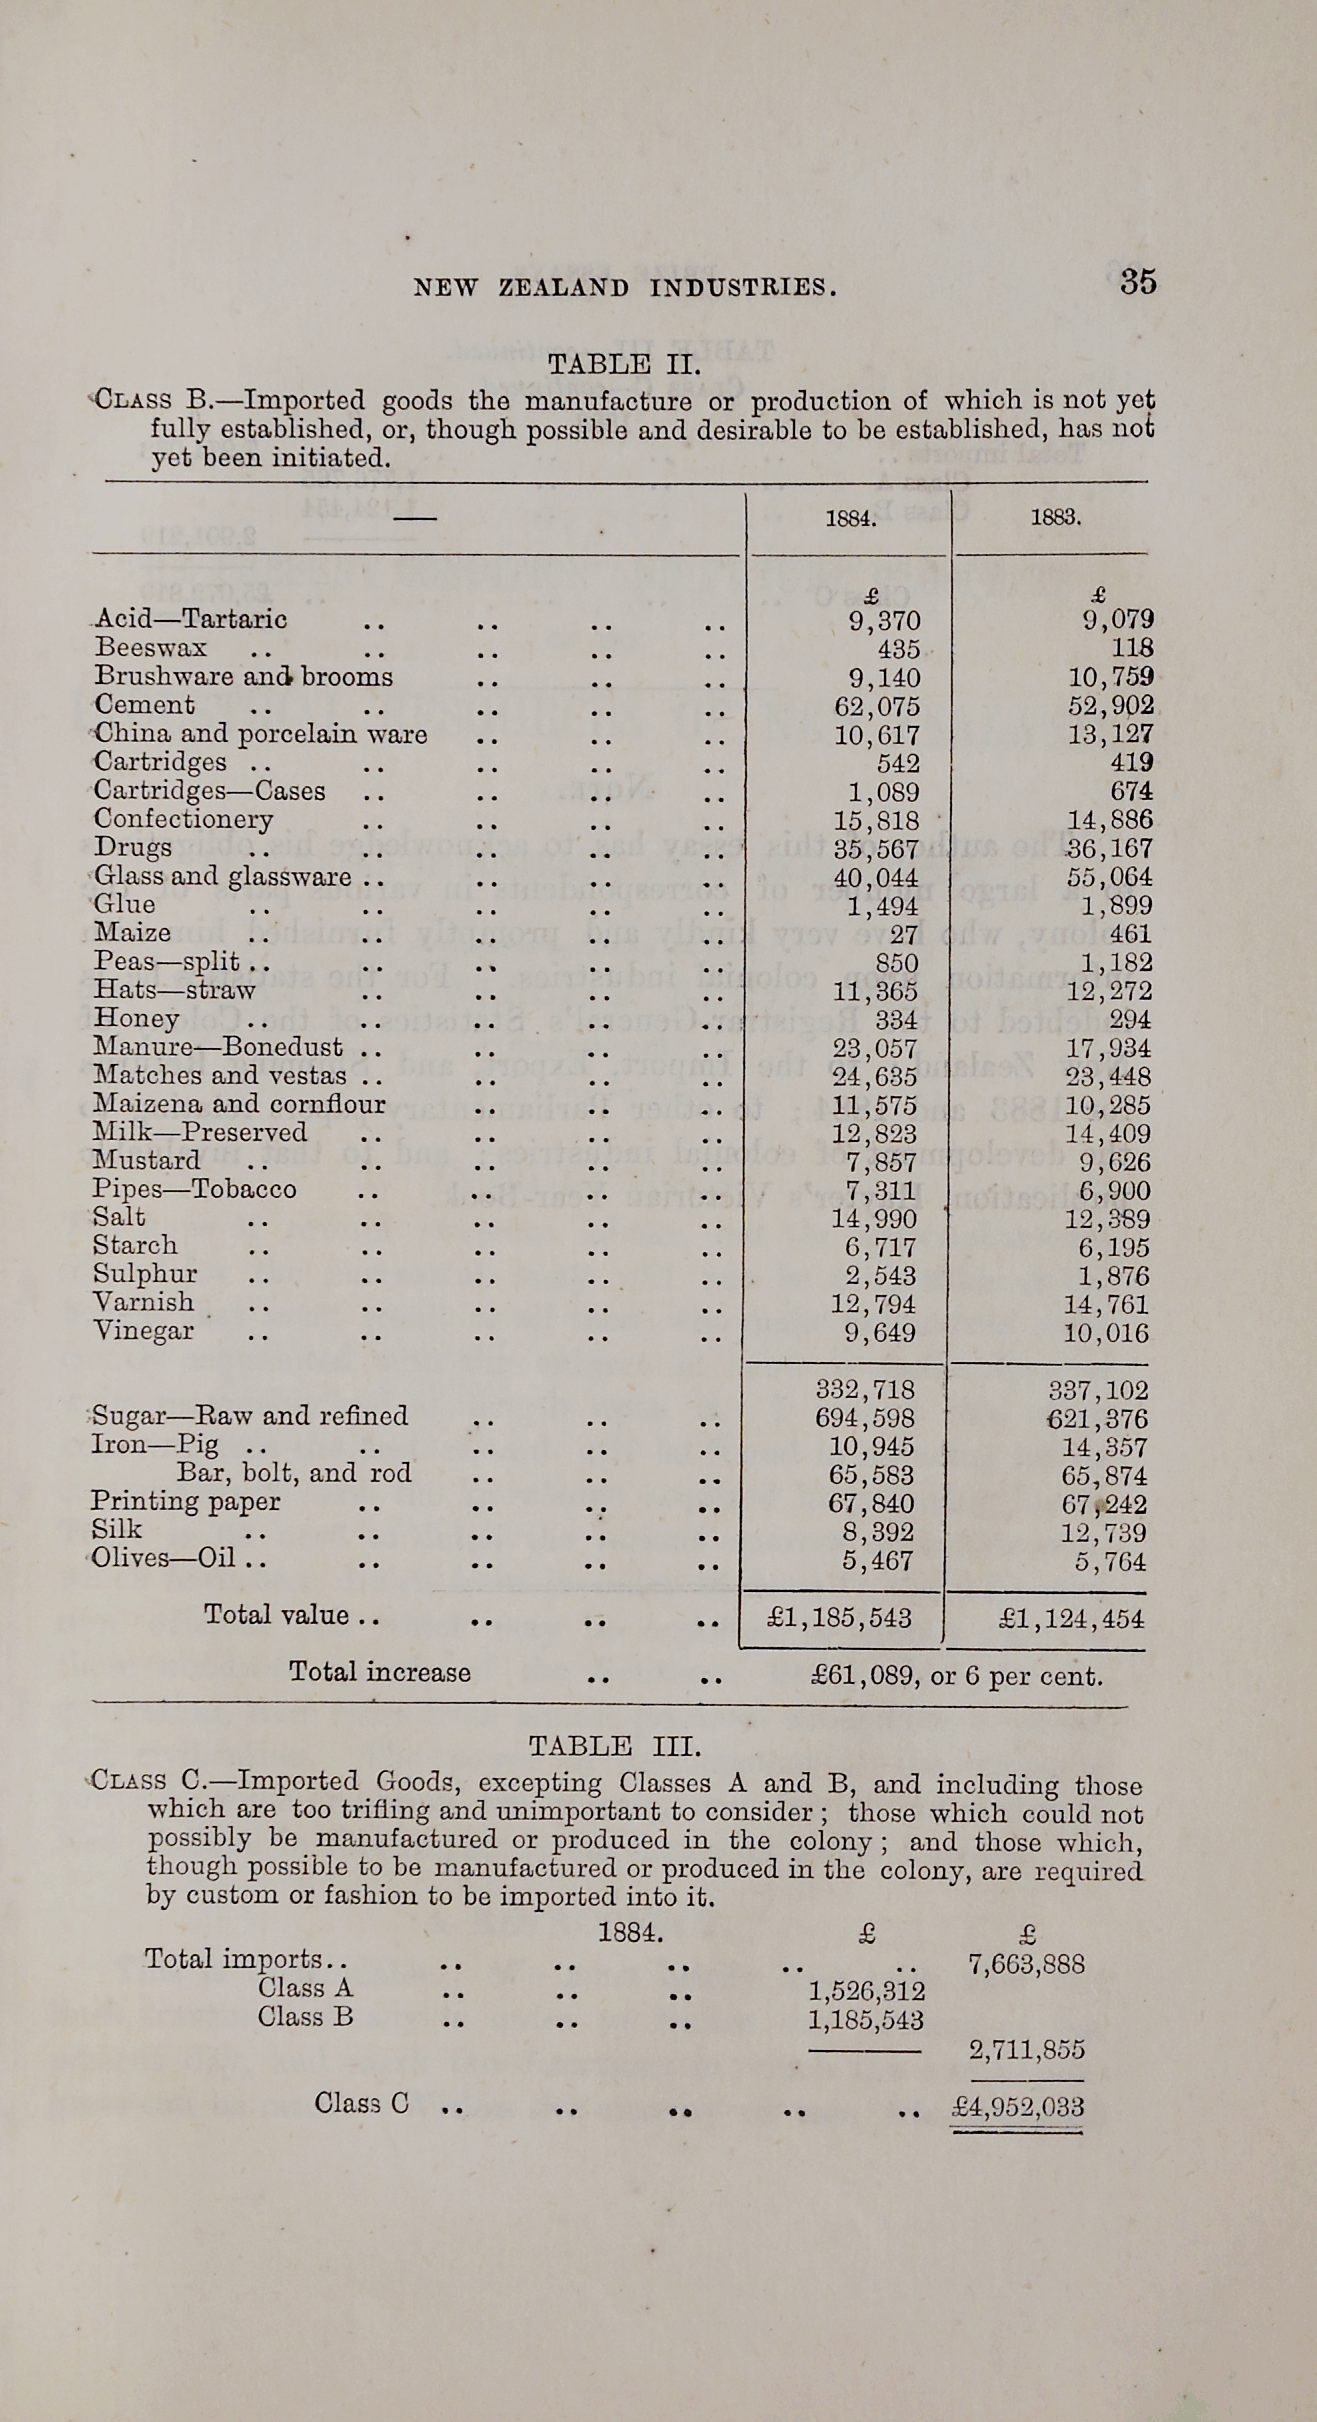 NEW ZEALAND INDUSTRIES. 35
TABLE II.
CLASS B.—Imported goods the manufacture or production of which is not yet
fully established, or, though possible and desirable to be established, has not
yet been initiated.
— 1884. 1883.
£ £
Acid—Tartaric .. .. .. .. 9,370 9,079
Beeswax .. .. .. .. .. 435 118
Brushware and brooms .. .. .. 9,140 10,759
Cement .. .. .. .. .. 62,075 52,902
China and porcelain ware .. .. .. 10,617 13,127
Cartridges .. .. .. .. .. 542 419
Cartridges—Cases .. .. .. .. 1,089 674
Confectionery .. .. .. .. 15,818 14,886
Drugs .. .. .. .. .. 35,567 36,167
Glass and glassware .. .. .. .. 40,044 55,064
Glue .. .. .. .. .. 1,494 1,899
Maize .. .. .. .. .. 27 461
Peas—split .. .. .. .. .. 850 1,182
Hats—straw .. .. .. .. 11,365 12,272
Honey .. .. .. .. .. 334 294
Manure—Bonedust .. .. .. .. 23,057 17,934
Matches and vestas .. .. .. .. 24,635 23,448
Maizena and cornflour .. .. .. 11,575 10,285
Milk—Preserved .. .. .. .. 12,823 14,409
Mustard .. .. .. .. .. 7,857 9,626
Pipes—Tobacco .. .. .. .. 7,311 6,900
Salt .. .. .. .. .. 14,990 12,389
Starch .. .. .. .. .. 6,717 6,195
Sulphur .. .. .. .. .. 2,543 1,876
Varnish .. .. .. .. .. 12,794 14,761
Vinegar .. .. .. .. .. 9,649 10,016
332,718 337,102
Sugar—Raw and refined .. .. .. 694,598 621,376
Iron—Pig .. .. .. .. .. 10,945 14,357
Bar, bolt, and rod .. .. .. 65,583 65,874
Printing paper .. .. .. .. 67,840 67,242
Silk .. .. .. .. .. 8,392 12,739
Olives—Oil .. .. .. .. .. 5,467 5,764
Total value .. .. .. .. £1,185,543 £1,124,454
Total increase .. .. £61,089, or 6 per cent.
TABLE III.
CLASS C.—Imported Goods, excepting Classes A and B, and including those
which are too trifling and unimportant to consider; those which could not
possibly be manufactured or produced in the colony; and those which,
though possible to be manufactured or produced in the colony, are required
by custom or fashion to be imported into it.
1884. £ £
Total imports .. .. .. .. .. .. 7,663,888
Class A .. .. .. 1,526,312
Class B .. .. .. 1,185,543
2,711,855
Class C .. .. .. .. .. £4,952,033